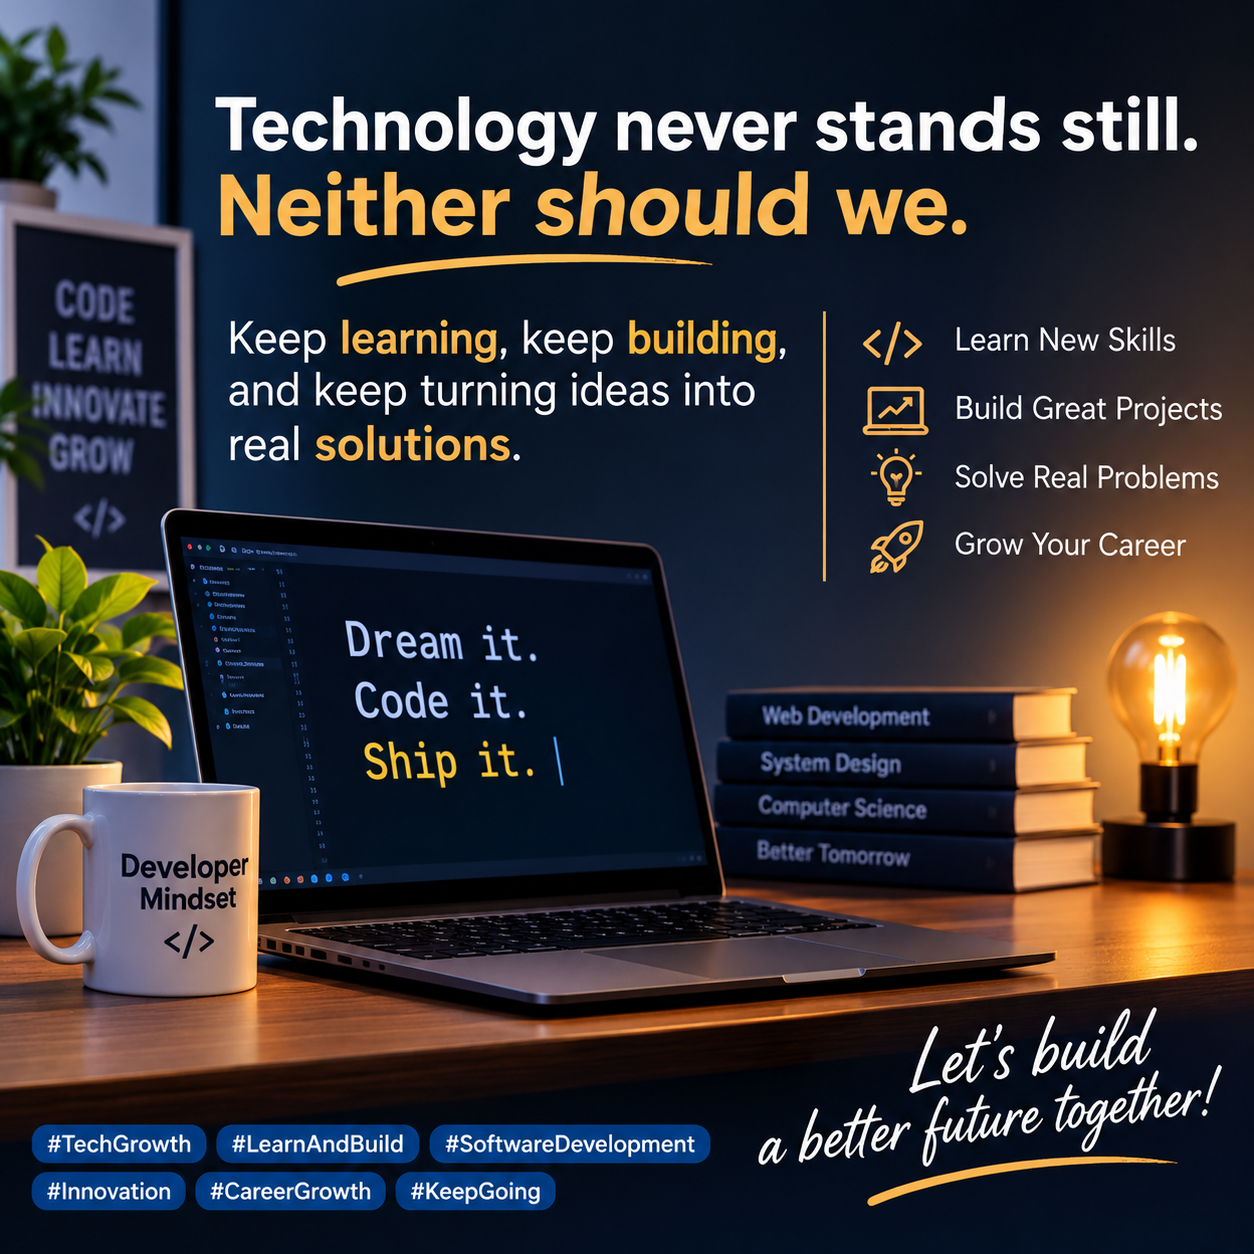 Technology never stands still.
Neither should we.
Keep learning, keep building,
and keep turning ideas into
real solutions.
</> Learn New Skills
Build Great Projects
Solve Real Problems
Grow Your Career
CODE
LEARN
INNOVATE
GROW
</>
Dream it.
Code it.
Ship it.
Web Development
System Design
Computer Science
Better Tomorrow
Developer
Mindset
</>
Let's build
a better future together!
#TechGrowth #LearnAndBuild #SoftwareDevelopment
#Innovation #CareerGrowth #KeepGoing